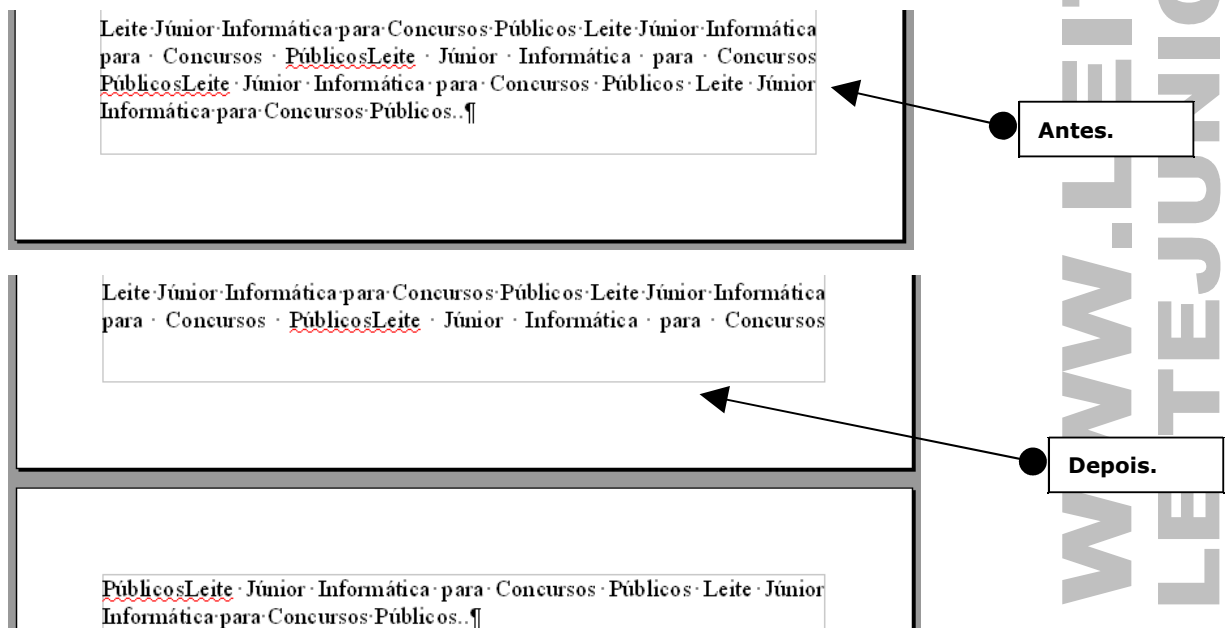 Leite·Júnior·Informática·para·Concursos·Públicos·Leite·Júnior·Informática
para · Concursos · PúblicosLeite · Júnior · Informática · para · Concursos
PúblicosLeite · Júnior · Informática · para · Concursos · Públicos · Leite · Júnior
Informática·para·Concursos·Públicos..¶
Antes.
Leite·Júnior·Informática·para·Concursos·Públicos·Leite·Júnior·Informática
para · Concursos · PúblicosLeite · Júnior · Informática · para · Concursos
Depois.
PúblicosLeite · Júnior · Informática · para · Concursos · Públicos · Leite · Júnior
Informática·para·Concursos·Públicos..¶
WWW.LEI
LEITEJUNIO